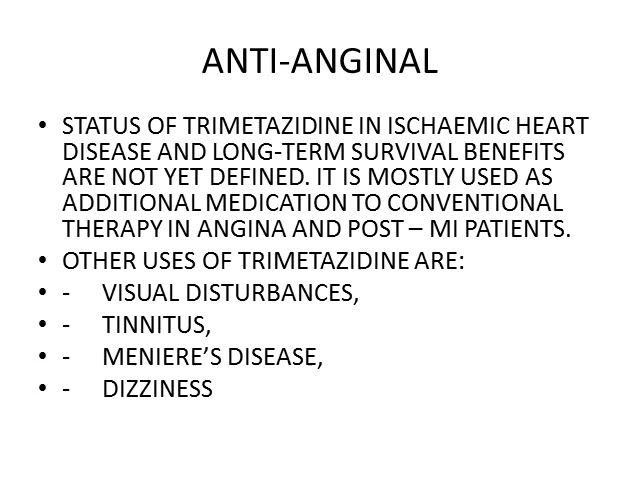 ANTI-ANGINAL
• STATUS OF TRIMETAZIDINE IN ISCHAEMIC HEART
DISEASE AND LONG-TERM SURVIVAL BENEFITS
ARE NOT YET DEFINED. IT IS MOSTLY USED AS
ADDITIONAL MEDICATION TO CONVENTIONAL
THERAPY IN ANGINA AND POST – MI PATIENTS.
• OTHER USES OF TRIMETAZIDINE ARE:
• - VISUAL DISTURBANCES,
• - TINNITUS,
• - MENIERE’S DISEASE,
• - DIZZINESS